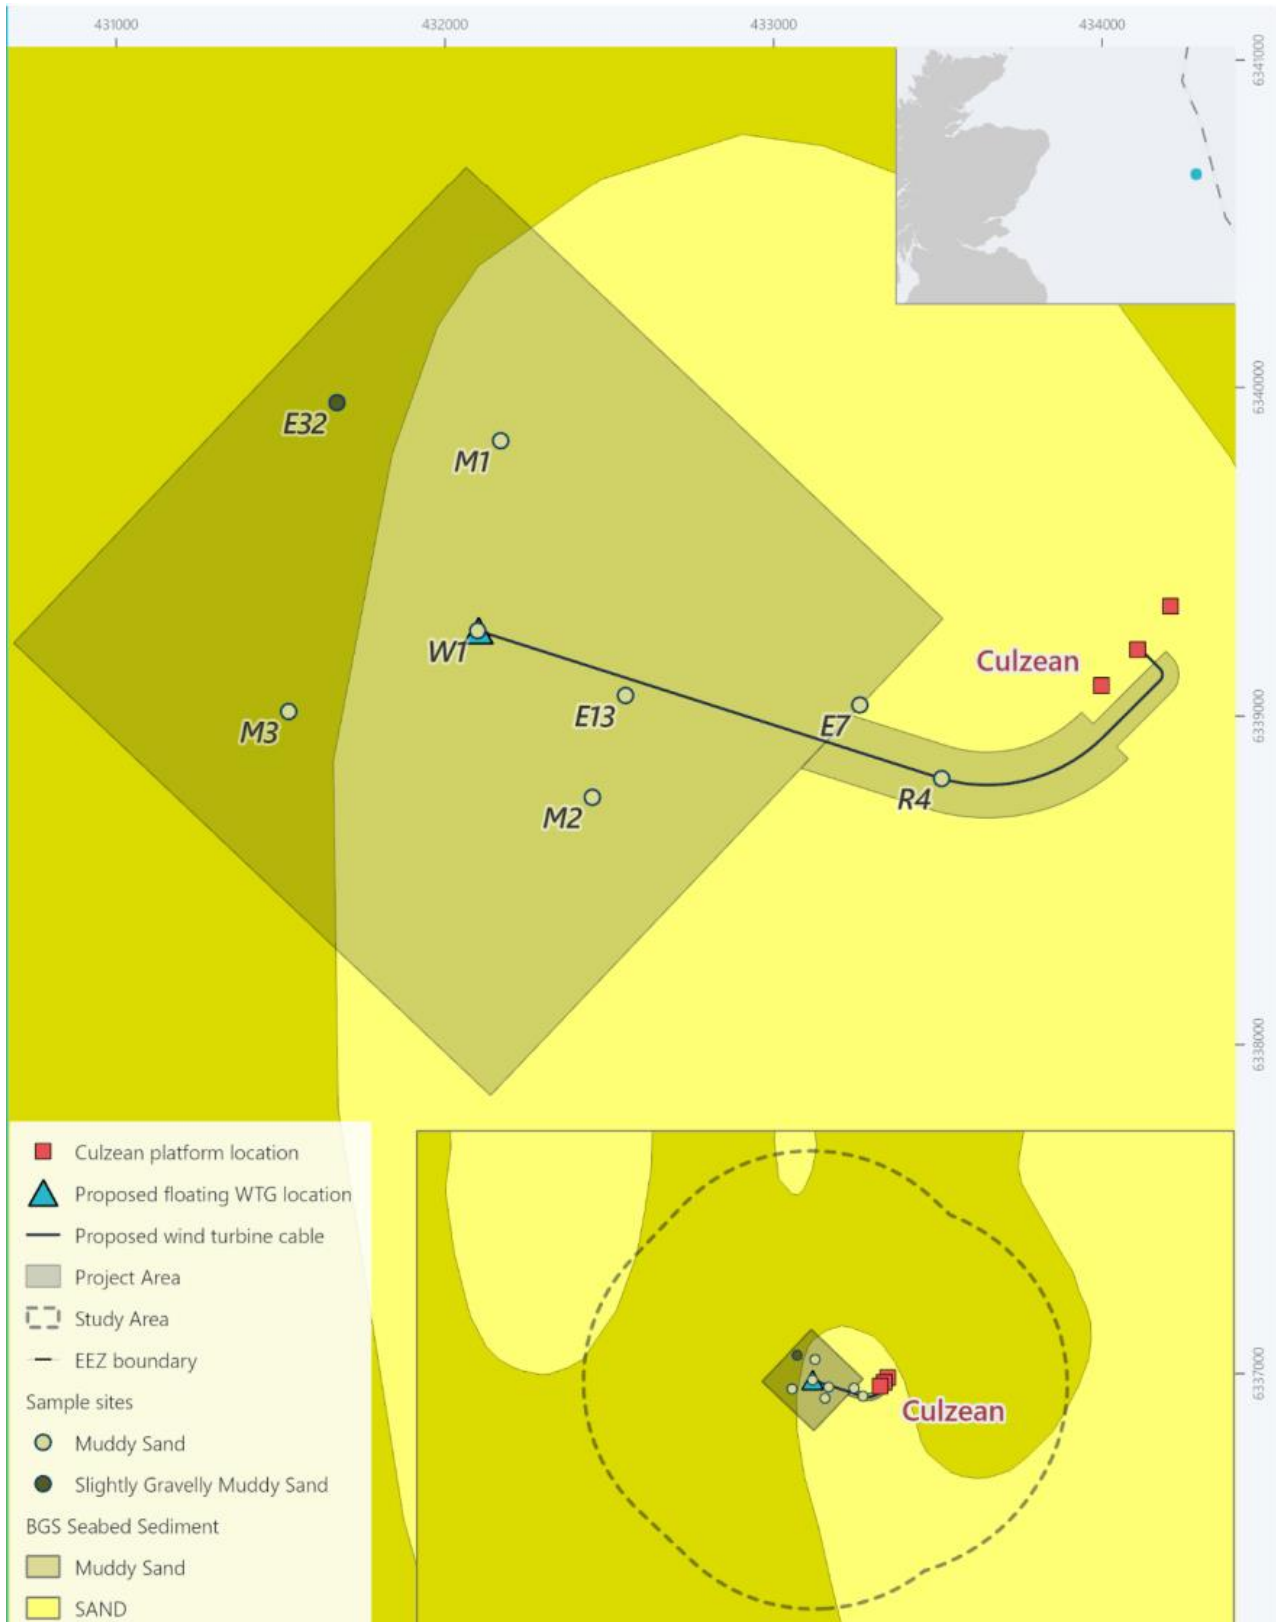 431000
432000
433000
434000
6341000
6340000
6339000
6338000
6337000
E32
M1
W1
M3
E13
M2
E7
R4
Culzean
Culzean platform location
Proposed floating WTG location
Proposed wind turbine cable
Project Area
Study Area
EEZ boundary
Sample sites
Muddy Sand
Slightly Gravelly Muddy Sand
BGS Seabed Sediment
Muddy Sand
SAND
Culzean